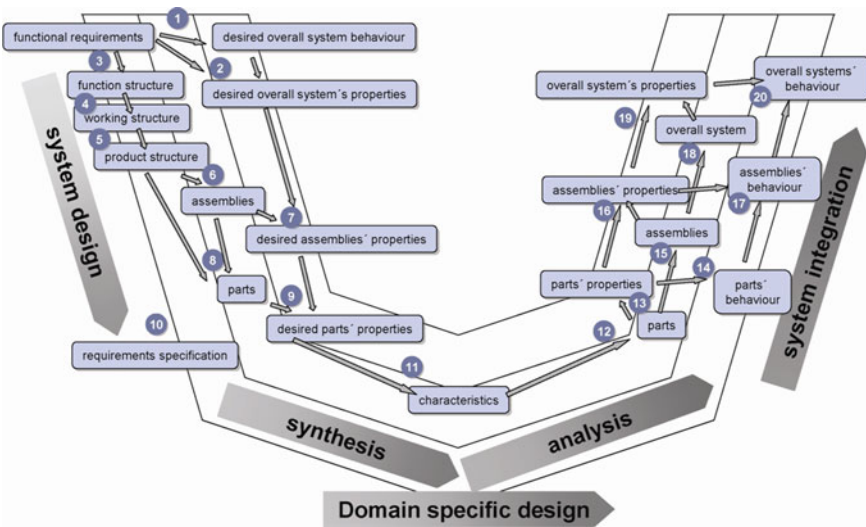 1
functional requirements
desired overall system behaviour
3
2
function structure
desired overall system´s properties
4
working structure
5
product structure
6
assemblies
7
desired assemblies´ properties
8
parts
9
desired parts´ properties
10
requirements specification
11
characteristics
12
parts
13
parts´ properties
14
parts´
behaviour
15
assemblies
16
assemblies´ properties
17
assemblies´
behaviour
18
overall system
19
overall system´s properties
20
overall systems´
behaviour
system design
synthesis
analysis
system integration
Domain specific design